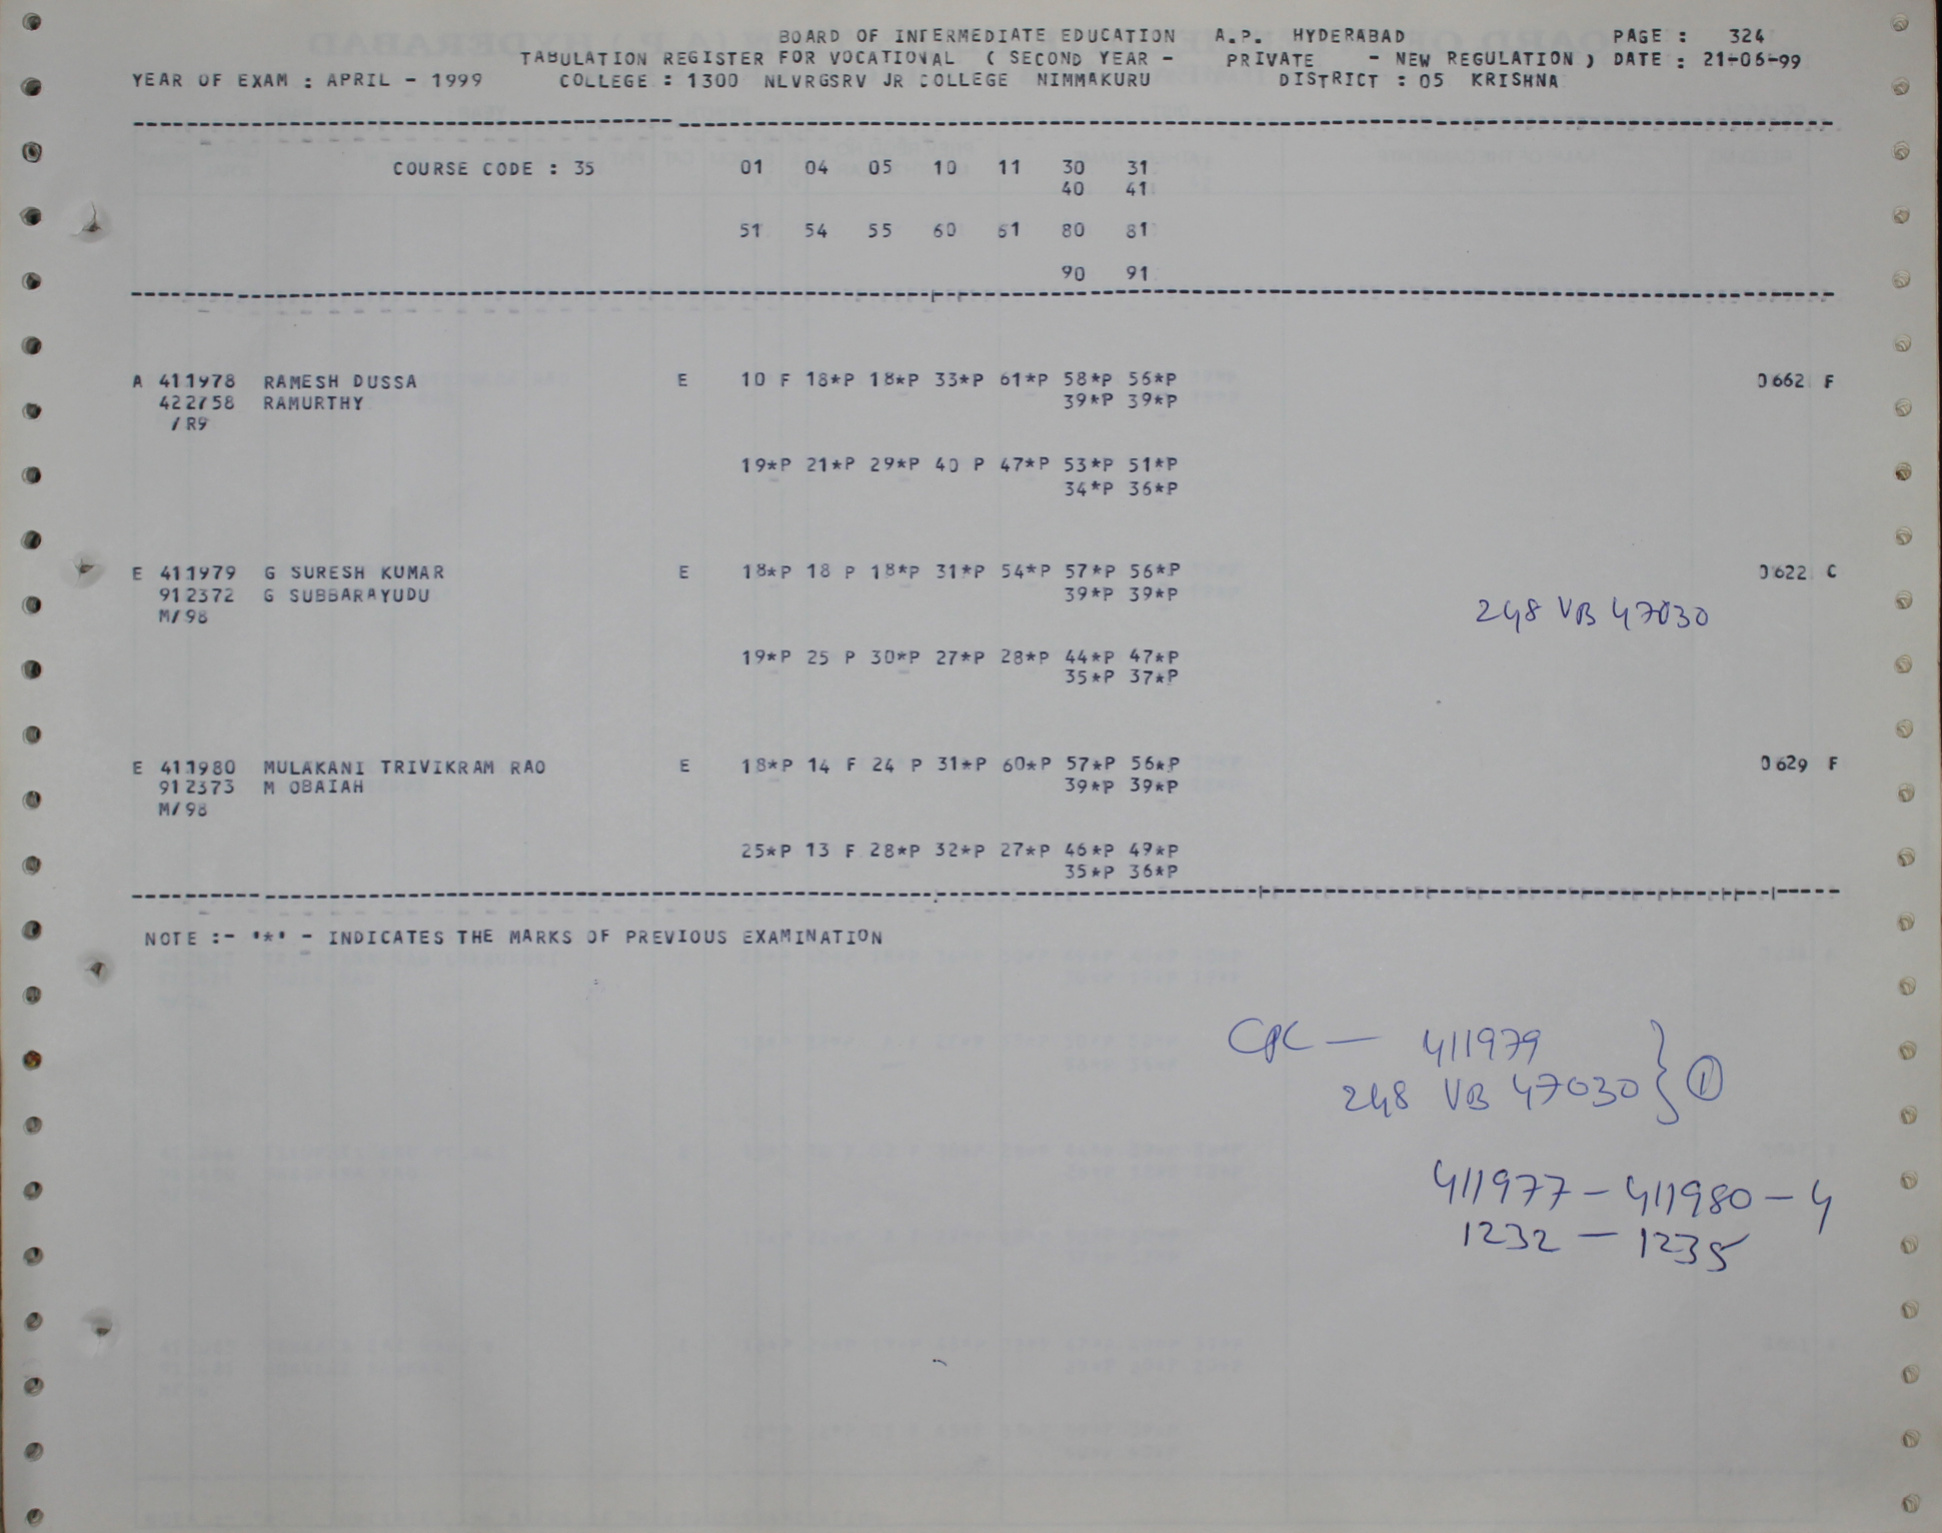 BOARD OF INTERMEDIATE EDUCATION A.P. HYDERABAD PAGE : 324
TABULATION REGISTER FOR VOCATIONAL ( SECOND YEAR - PRIVATE - NEW REGULATION ) DATE : 21-06-99
YEAR OF EXAM : APRIL - 1999 COLLEGE : 1300 NLVRGSRV JR COLLEGE NIMMAKURU DISTRICT : 05 KRISHNA
COURSE CODE : 35 01 04 05 10 11 30 31
40 41
51 54 55 60 61 80 81
90 91
A 411978 RAMESH DUSSA E 10 F 18*P 18*P 33*P 61*P 58*P 56*P 0662 F
422758 RAMURTHY 39*P 39*P
/R9
19*P 21*P 29*P 40 P 47*P 53*P 51*P
34*P 36*P
E 411979 G SURESH KUMAR E 18*P 18 P 18*P 31*P 54*P 57*P 56*P 0622 C
912372 G SUBBARAYUDU 39*P 39*P
M/98 248 VB 47030
19*P 25 P 30*P 27*P 28*P 44*P 47*P
35*P 37*P
E 411980 MULAKANI TRIVIKRAM RAO E 18*P 14 F 24 P 31*P 60*P 57*P 56*P 0629 F
912373 M OBAIAH 39*P 39*P
M/98
25*P 13 F 28*P 32*P 27*P 46*P 49*P
35*P 36*P
NOTE :- '*' - INDICATES THE MARKS OF PREVIOUS EXAMINATION
— 411979
248 VB 47030 } 1
411977 - 411980 - 4
1232 - 1235